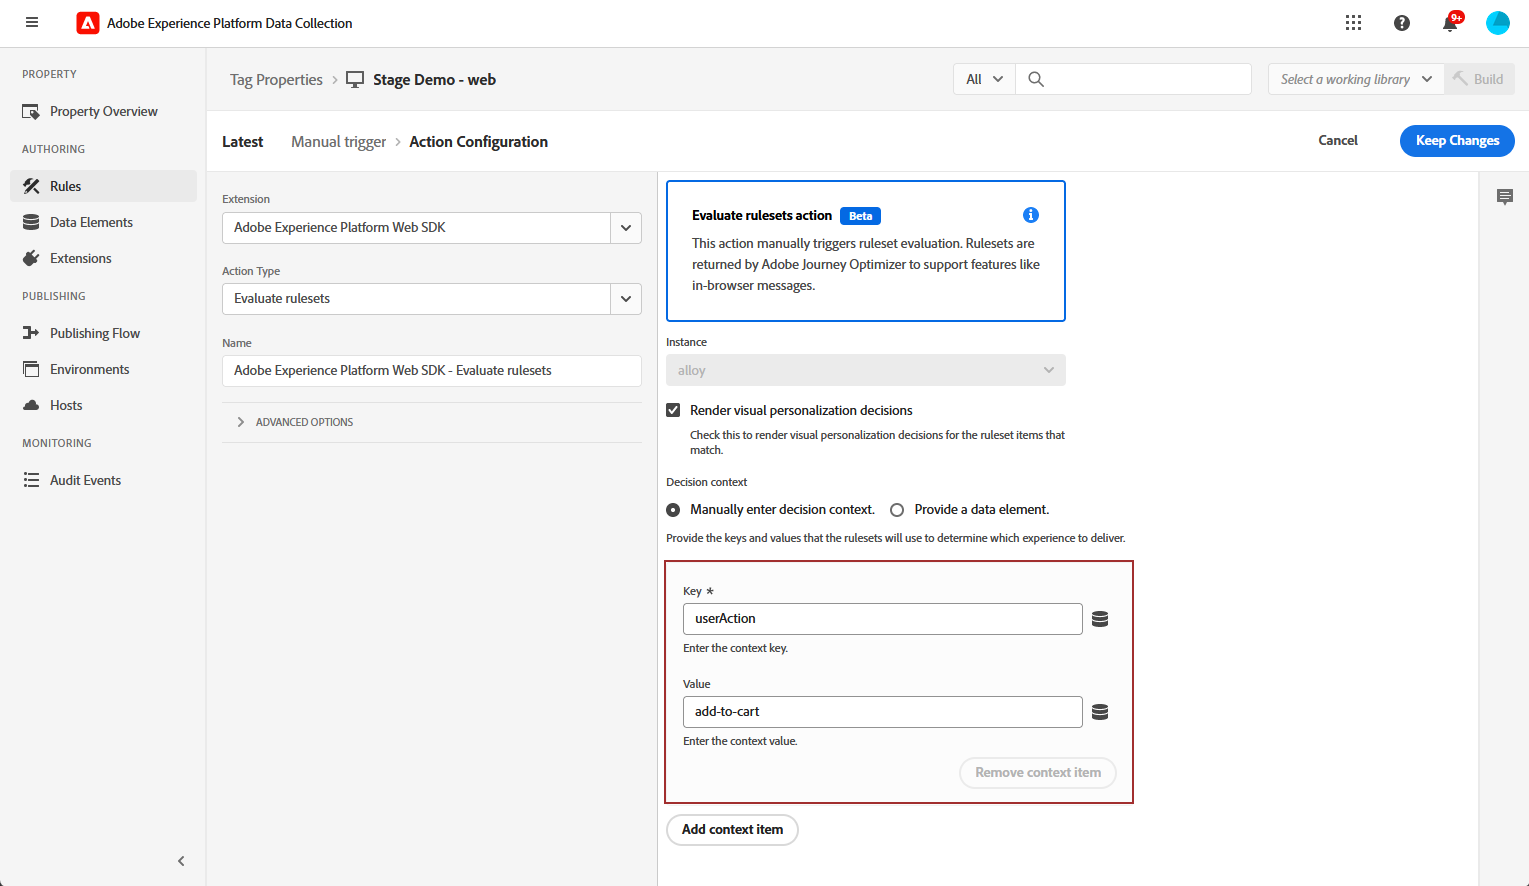 Adobe Experience Platform Data Collection
9+
PROPERTY
Property Overview
AUTHORING
Rules
Data Elements
Extensions
PUBLISHING
Publishing Flow
Environments
Hosts
MONITORING
Audit Events
Tag Properties > Stage Demo - web
All
Select a working library
Build
Latest Manual trigger > Action Configuration
Cancel
Keep Changes
Extension
Adobe Experience Platform Web SDK
Action Type
Evaluate rulesets
Name
Adobe Experience Platform Web SDK - Evaluate rulesets
ADVANCED OPTIONS
Evaluate rulesets action Beta
This action manually triggers ruleset evaluation. Rulesets are
returned by Adobe Journey Optimizer to support features like
in-browser messages.
Instance
alloy
Render visual personalization decisions
Check this to render visual personalization decisions for the ruleset items that
match.
Decision context
Manually enter decision context. Provide a data element.
Provide the keys and values that the rulesets will use to determine which experience to deliver.
Key *
userAction
Enter the context key.
Value
add-to-cart
Enter the context value.
Remove context item
Add context item